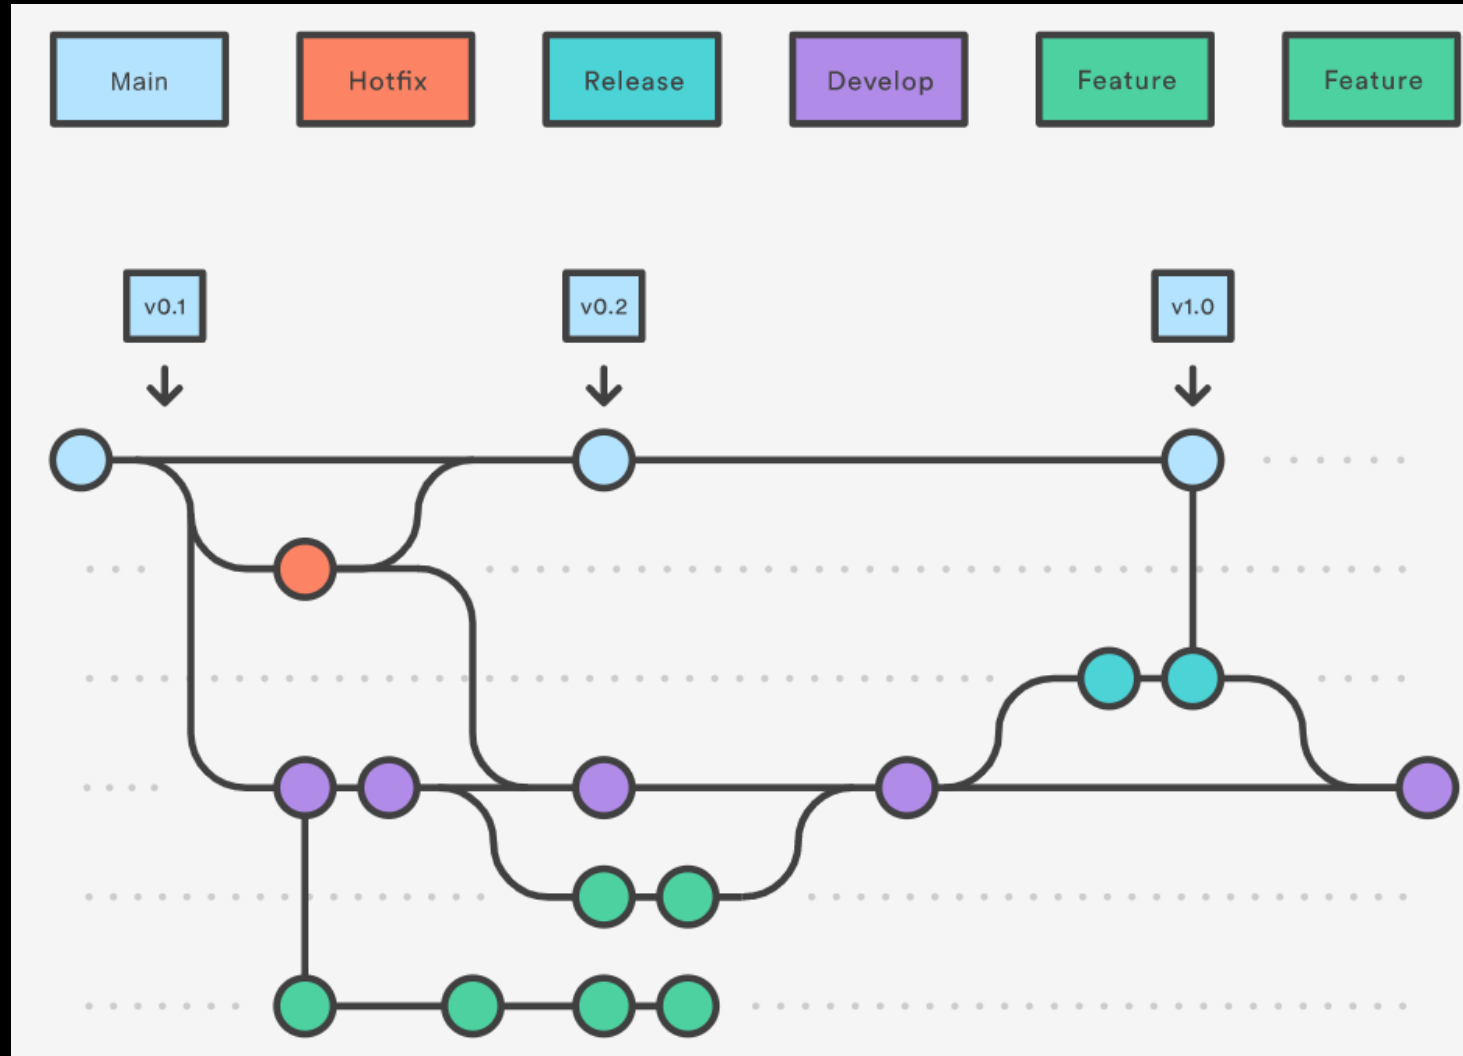 Main
Hotfix
Release
Develop
Feature
Feature
v0.1
v0.2
v1.0